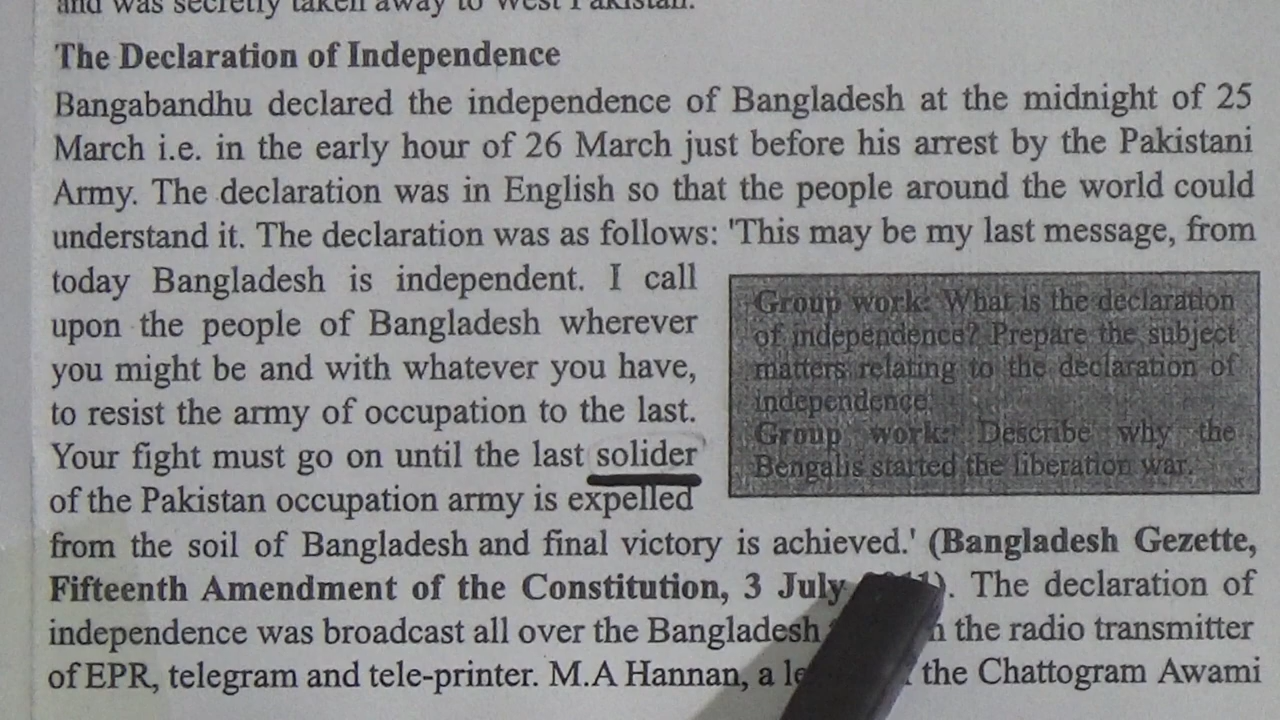 and was secretly taken away to West Pakistan.
The Declaration of Independence
Bangabandhu declared the independence of Bangladesh at the midnight of 25
March i.e. in the early hour of 26 March just before his arrest by the Pakistani
Army. The declaration was in English so that the people around the world could
understand it. The declaration was as follows: 'This may be my last message, from
today Bangladesh is independent. I call
upon the people of Bangladesh wherever
you might be and with whatever you have,
to resist the army of occupation to the last.
Your fight must go on until the last solider
of the Pakistan occupation army is expelled
Group work: What is the declaration
of independence? Prepare the subject
matters relating to the declaration of
independence.
Group work: Describe why the
Bengalis started the liberation war.
from the soil of Bangladesh and final victory is achieved.' (Bangladesh Gezette,
Fifteenth Amendment of the Constitution, 3 July). The declaration of
independence was broadcast all over the Bangladesh the radio transmitter
of EPR, telegram and tele-printer. M.A Hannan, a the Chattogram Awami